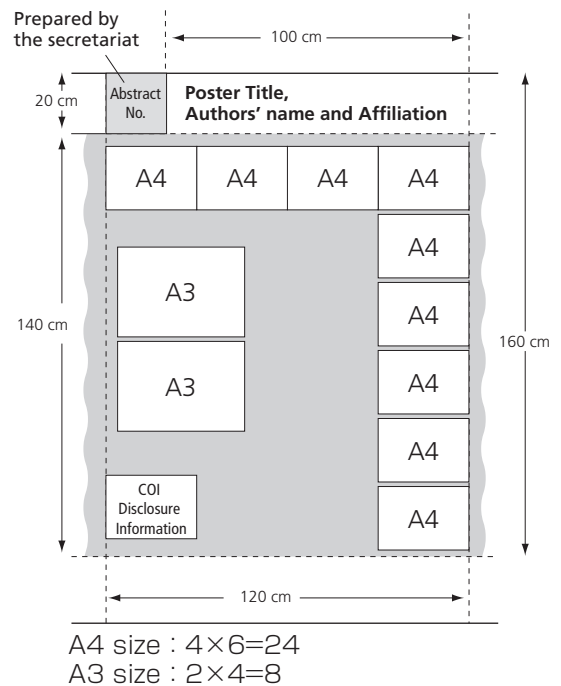 Prepared by
the secretariat
100 cm
20 cm
Abstract
No.
Poster Title,
Authors' name and Affiliation
A4
A4
A4
A4
A4
A3
A4
140 cm
160 cm
A4
A3
A4
COI
Disclosure
Information
A4
120 cm
A4 size : 4×6=24
A3 size : 2×4=8